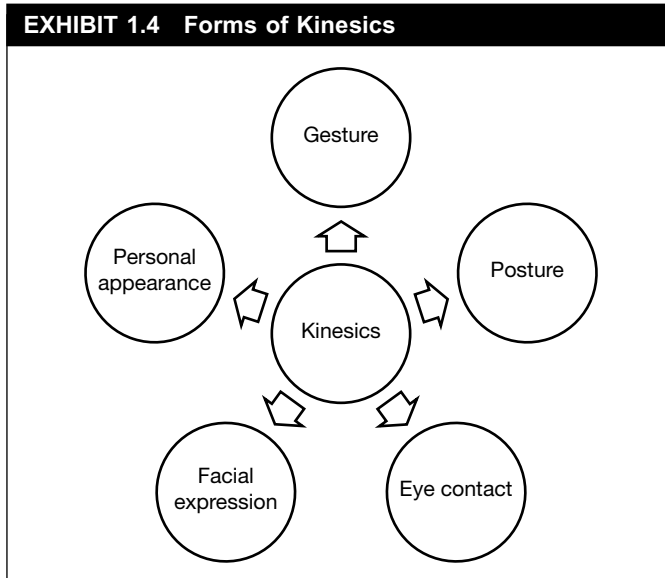 EXHIBIT 1.4 Forms of Kinesics
Gesture
Personal
appearance
Posture
Kinesics
Facial
expression
Eye contact